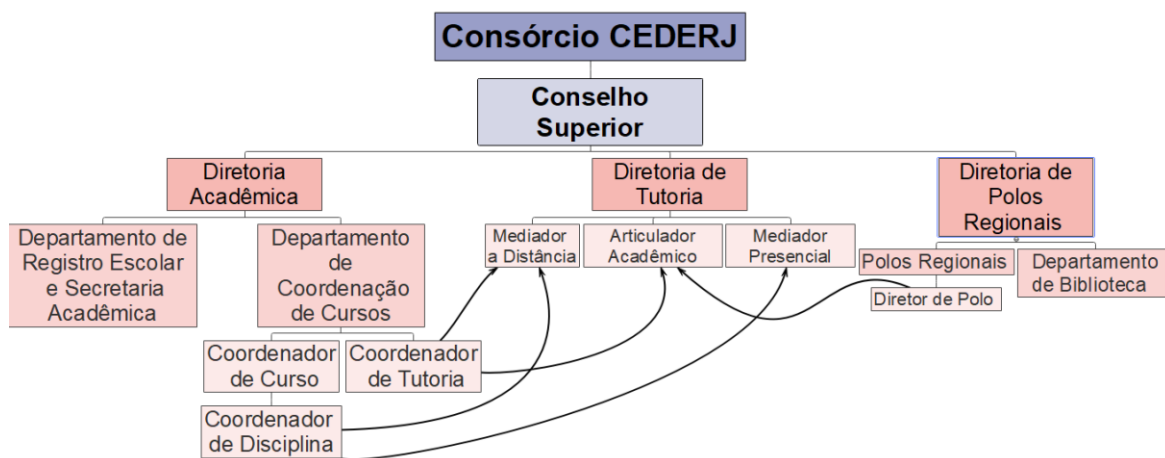 Consórcio CEDERJ
Conselho
Superior
Diretoria
Acadêmica
Diretoria de
Tutoria
Diretoria de
Polos
Regionais
Departamento de
Registro Escolar
e Secretaria
Acadêmica
Departamento
de
Coordenação
de Cursos
Mediador
a Distância
Articulador
Acadêmico
Mediador
Presencial
Polos Regionais
Departamento
de Biblioteca
Diretor de Polo
Coordenador
de Curso
Coordenador
de Tutoria
Coordenador
de Disciplina